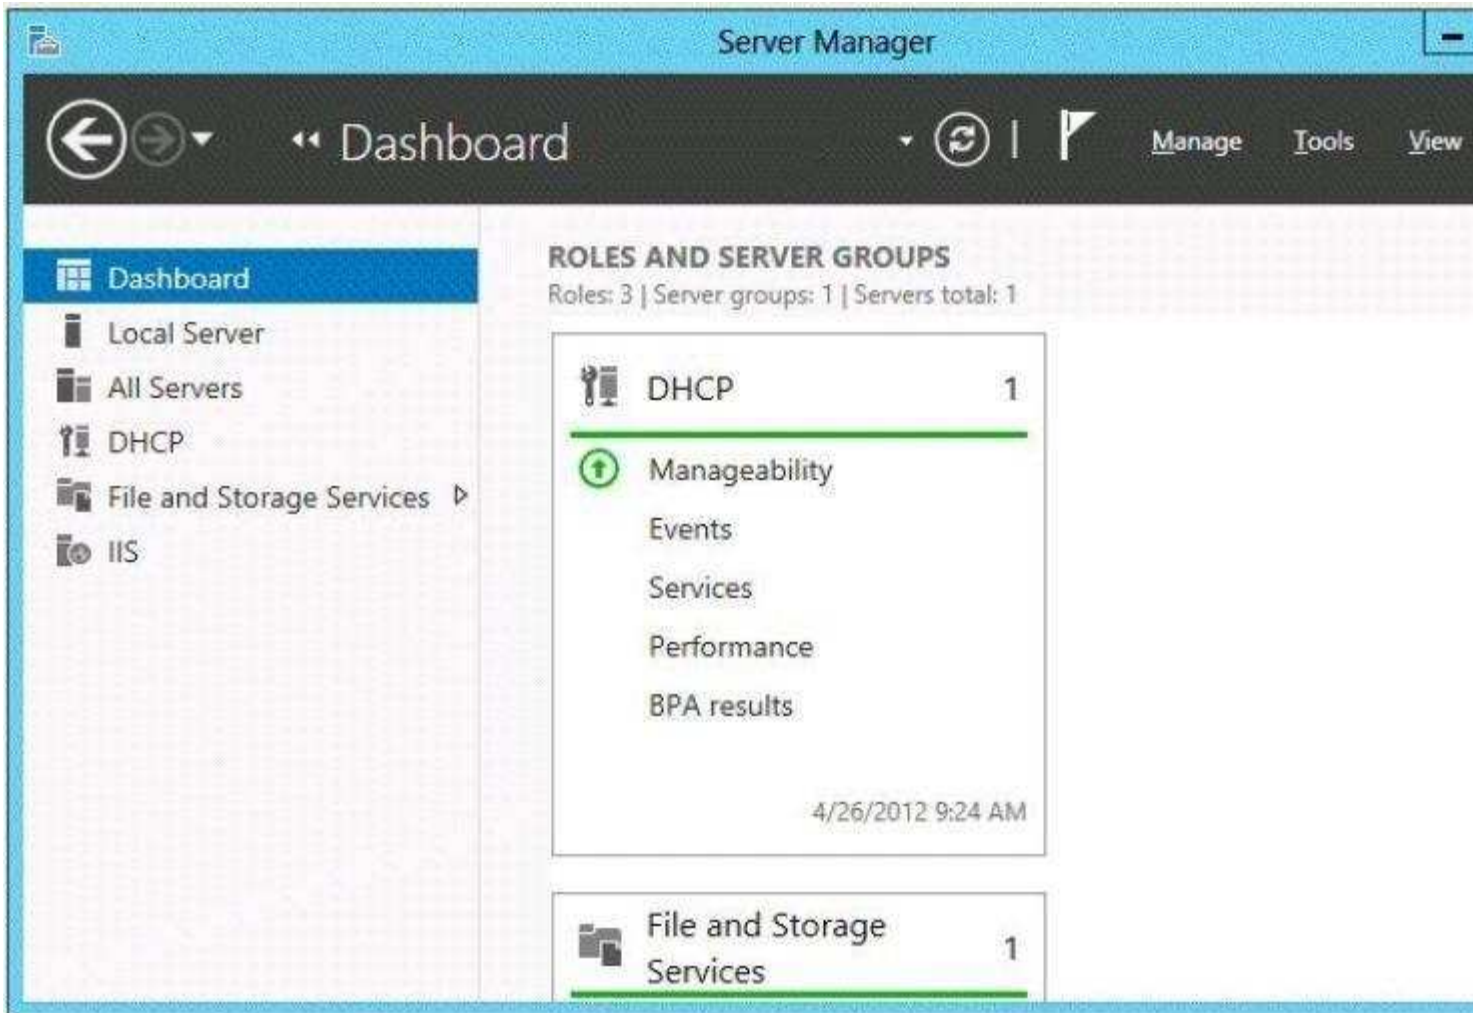 Server Manager
Dashboard
Manage Tools View
Dashboard
Local Server
All Servers
DHCP
File and Storage Services
IIS
ROLES AND SERVER GROUPS
Roles: 3 | Server groups: 1 | Servers total: 1
DHCP 1
Manageability
Events
Services
Performance
BPA results
4/26/2012 9:24 AM
File and Storage
Services 1